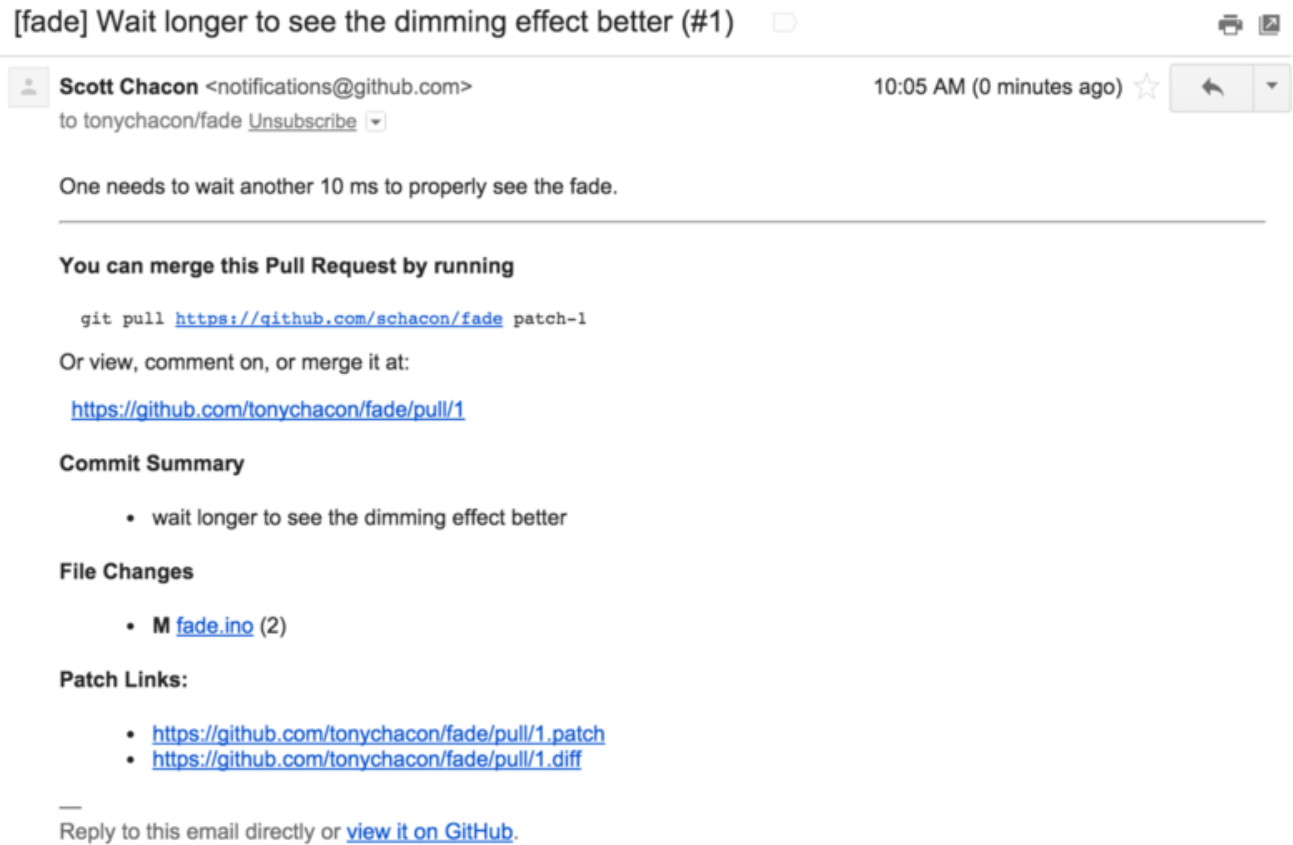 [fade] Wait longer to see the dimming effect better (#1)
Scott Chacon <notifications@github.com>
10:05 AM (0 minutes ago)
to tonychacon/fade Unsubscribe
One needs to wait another 10 ms to properly see the fade.
You can merge this Pull Request by running
git pull https://github.com/schacon/fade patch-1
Or view, comment on, or merge it at:
https://github.com/tonychacon/fade/pull/1
Commit Summary
• wait longer to see the dimming effect better
File Changes
• M fade.ino (2)
Patch Links:
• https://github.com/tonychacon/fade/pull/1.patch
• https://github.com/tonychacon/fade/pull/1.diff
—
Reply to this email directly or view it on GitHub.